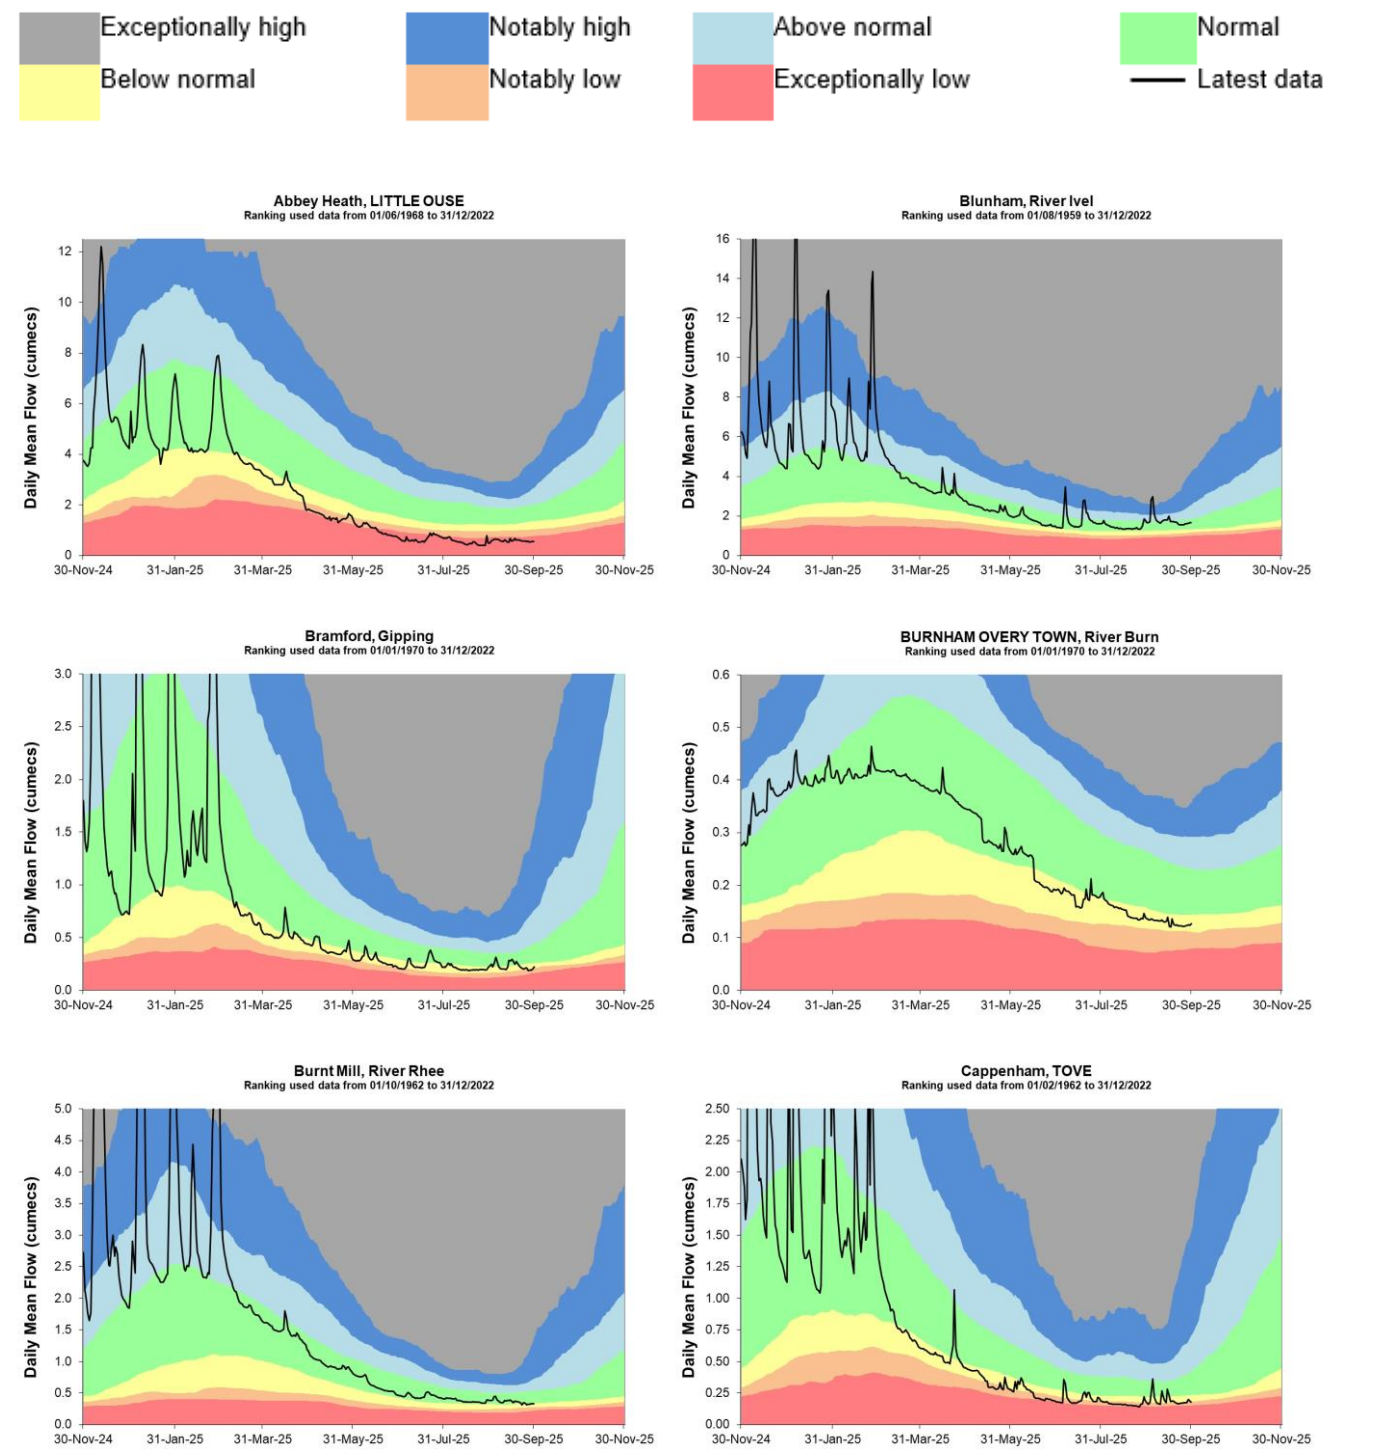 Exceptionally high Notably high Above normal Normal
Below normal Notably low Exceptionally low Latest data
Abbey Heath, LITTLE OUSE
Ranking used data from 01/06/1968 to 31/12/2022
Daily Mean Flow (cumecs)
12
10
8
6
4
2
0
30-Nov-24 31-Jan-25 31-Mar-25 31-May-25 31-Jul-25 30-Sep-25 30-Nov-25
Blunham, River Ivel
Ranking used data from 01/08/1959 to 31/12/2022
Daily Mean Flow (cumecs)
16
14
12
10
8
6
4
2
0
30-Nov-24 31-Jan-25 31-Mar-25 31-May-25 31-Jul-25 30-Sep-25 30-Nov-25
Bramford, Gipping
Ranking used data from 01/01/1970 to 31/12/2022
Daily Mean Flow (cumecs)
3.0
2.5
2.0
1.5
1.0
0.5
0.0
30-Nov-24 31-Jan-25 31-Mar-25 31-May-25 31-Jul-25 30-Sep-25 30-Nov-25
BURNHAM OVERY TOWN, River Burn
Ranking used data from 01/01/1970 to 31/12/2022
Daily Mean Flow (cumecs)
0.6
0.5
0.4
0.3
0.2
0.1
0.0
30-Nov-24 31-Jan-25 31-Mar-25 31-May-25 31-Jul-25 30-Sep-25 30-Nov-25
Burnt Mill, River Rhee
Ranking used data from 01/10/1962 to 31/12/2022
Daily Mean Flow (cumecs)
5.0
4.5
4.0
3.5
3.0
2.5
2.0
1.5
1.0
0.5
0.0
30-Nov-24 31-Jan-25 31-Mar-25 31-May-25 31-Jul-25 30-Sep-25 30-Nov-25
Cappenham, TOVE
Ranking used data from 01/02/1962 to 31/12/2022
Daily Mean Flow (cumecs)
2.50
2.25
2.00
1.75
1.50
1.25
1.00
0.75
0.50
0.25
0.00
30-Nov-24 31-Jan-25 31-Mar-25 31-May-25 31-Jul-25 30-Sep-25 30-Nov-25